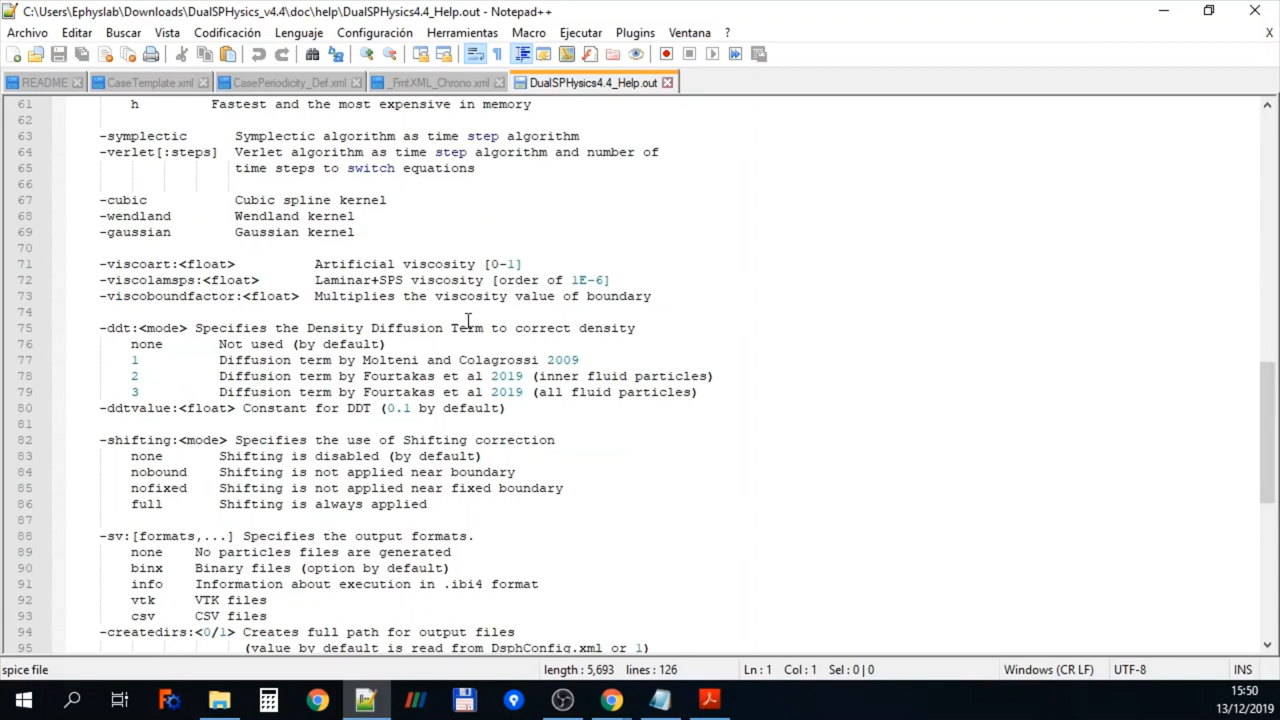 C:\Users\Ephyslab\Downloads\DualSPHysics_v4.4\doc\help\DualSPHysics4.4_Help.out - Notepad++
Archivo Editar Buscar Vista Codificación Lenguaje Configuración Herramientas Macro Ejecutar Plugins Ventana ? X
README CaseTemplate.xml CasePeriodicity_Def.xml _FmtXML_Chrono.xml DualSPHysics4.4_Help.out
61 h Fastest and the most expensive in memory
62
63 -symplectic Symplectic algorithm as time step algorithm
64 -verlet[:steps] Verlet algorithm as time step algorithm and number of
65 time steps to switch equations
66
67 -cubic Cubic spline kernel
68 -wendland Wendland kernel
69 -gaussian Gaussian kernel
70
71 -viscoart:<float> Artificial viscosity [0-1]
72 -viscolamsps:<float> Laminar+SPS viscosity [order of 1E-6]
73 -viscoboundfactor:<float> Multiplies the viscosity value of boundary
74
75 -ddt:<mode> Specifies the Density Diffusion Term to correct density
76 none Not used (by default)
77 1 Diffusion term by Molteni and Colagrossi 2009
78 2 Diffusion term by Fourtakas et al 2019 (inner fluid particles)
79 3 Diffusion term by Fourtakas et al 2019 (all fluid particles)
80 -ddtvalue:<float> Constant for DDT (0.1 by default)
81
82 -shifting:<mode> Specifies the use of Shifting correction
83 none Shifting is disabled (by default)
84 nobound Shifting is not applied near boundary
85 nofixed Shifting is not applied near fixed boundary
86 full Shifting is always applied
87
88 -sv:[formats,...] Specifies the output formats.
89 none No particles files are generated
90 binx Binary files (option by default)
91 info Information about execution in .ibi4 format
92 vtk VTK files
93 csv CSV files
94 -createdirs:<0/1> Creates full path for output files
95 (value by default is read from DsphConfig.xml or 1)
spice file length : 5,693 lines : 126 Ln : 1 Col : 1 Sel : 0 | 0 Windows (CR LF) UTF-8 INS
15:50
13/12/2019